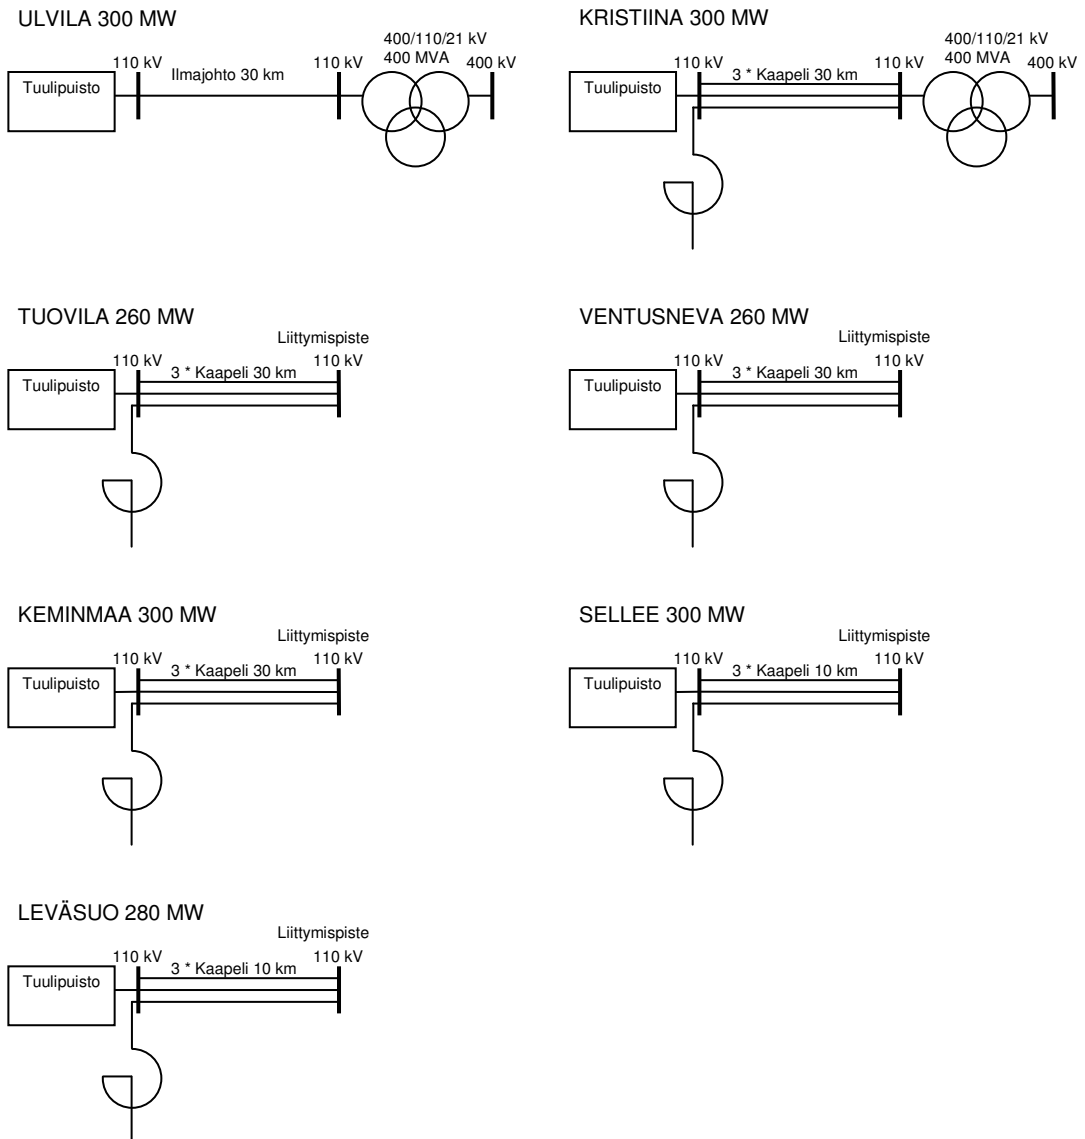 ULVILA 300 MW
400/110/21 kV
110 kV
Ilmajohto 30 km
110 kV
400 MVA
400 kV
Tuulipuisto
KRISTIINA 300 MW
400/110/21 kV
110 kV
3 * Kaapeli 30 km
110 kV
400 MVA
400 kV
Tuulipuisto
TUOVILA 260 MW
Liittymispiste
110 kV
3 * Kaapeli 30 km
110 kV
Tuulipuisto
VENTUSNEVA 260 MW
Liittymispiste
110 kV
3 * Kaapeli 30 km
110 kV
Tuulipuisto
KEMINMAA 300 MW
Liittymispiste
110 kV
3 * Kaapeli 30 km
110 kV
Tuulipuisto
SELLEE 300 MW
Liittymispiste
110 kV
3 * Kaapeli 10 km
110 kV
Tuulipuisto
LEVÄSUO 280 MW
Liittymispiste
110 kV
3 * Kaapeli 10 km
110 kV
Tuulipuisto